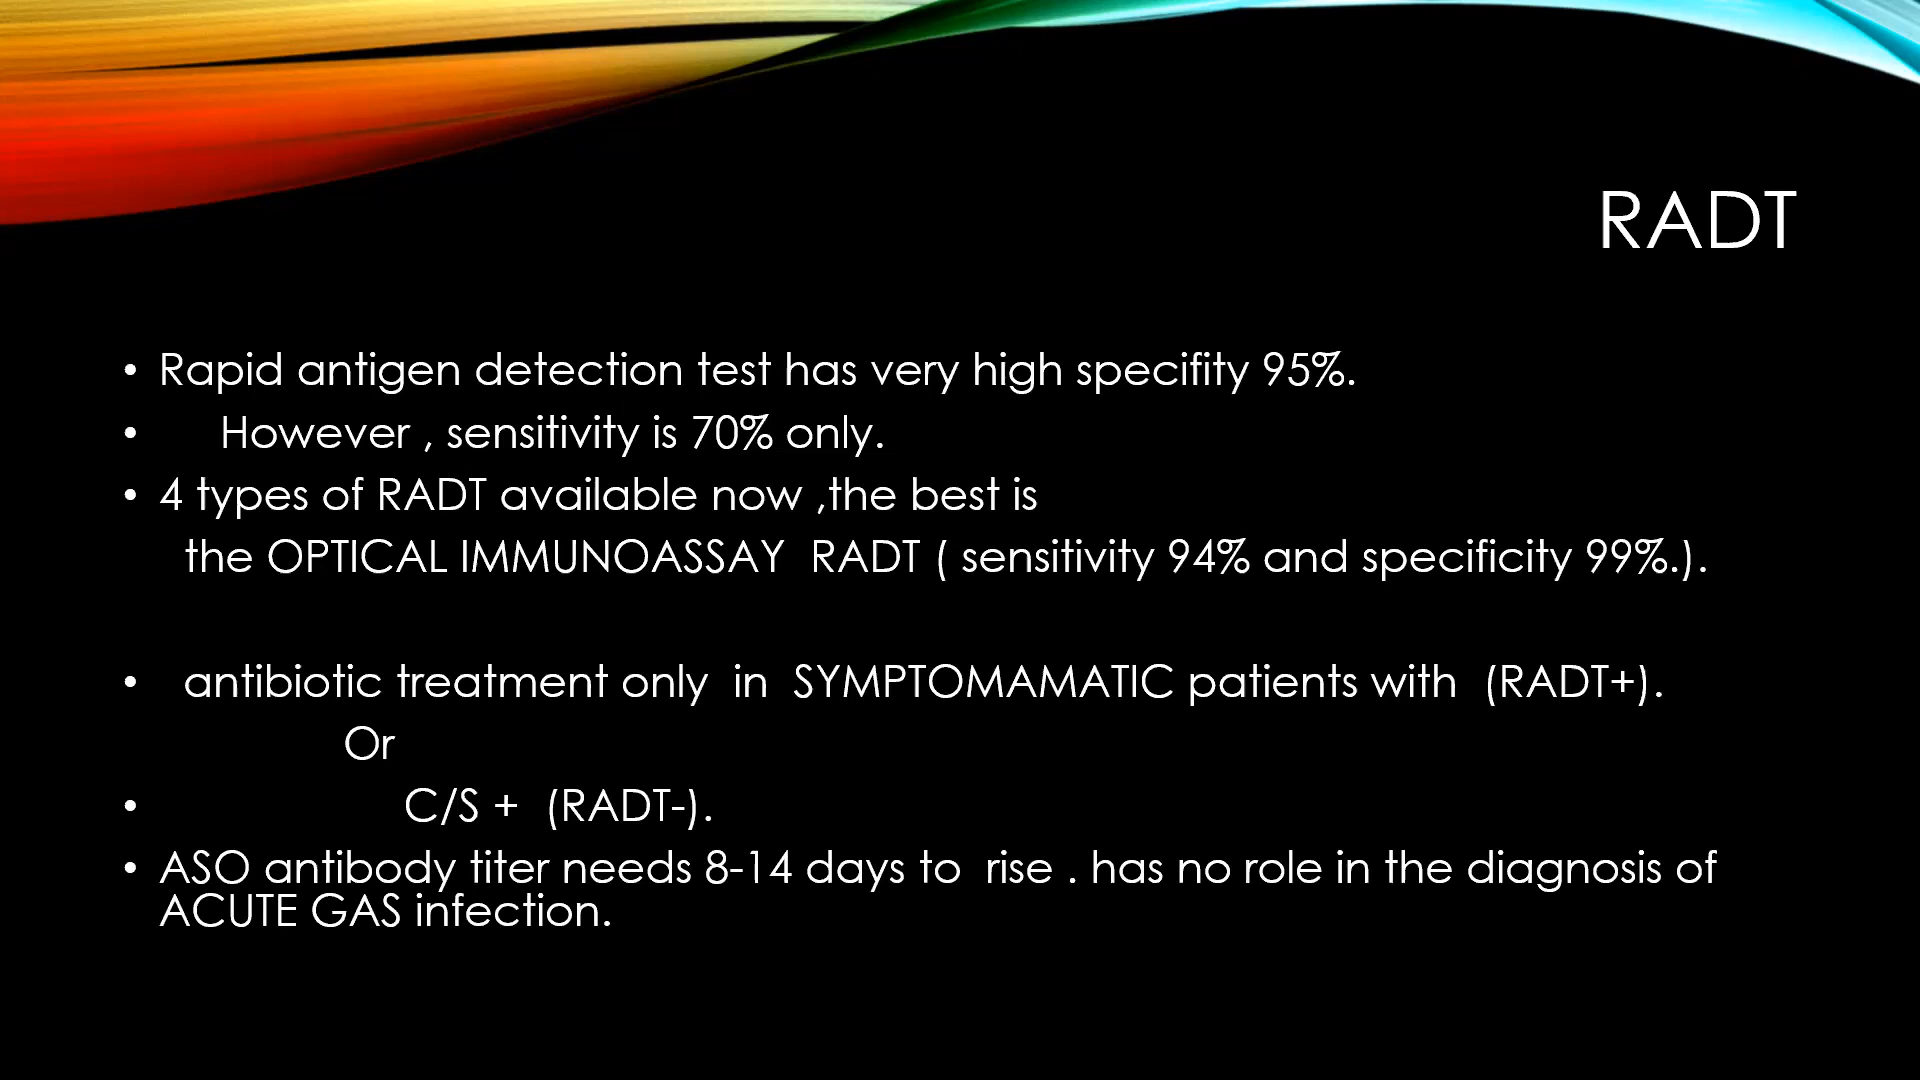 RADT
• Rapid antigen detection test has very high specifity 95%.
• However , sensitivity is 70% only.
• 4 types of RADT available now ,the best is
the OPTICAL IMMUNOASSAY RADT ( sensitivity 94% and specificity 99%.).
• antibiotic treatment only in SYMPTOMAMATIC patients with (RADT+).
Or
• C/S + (RADT-).
• ASO antibody titer needs 8-14 days to rise . has no role in the diagnosis of
ACUTE GAS infection.